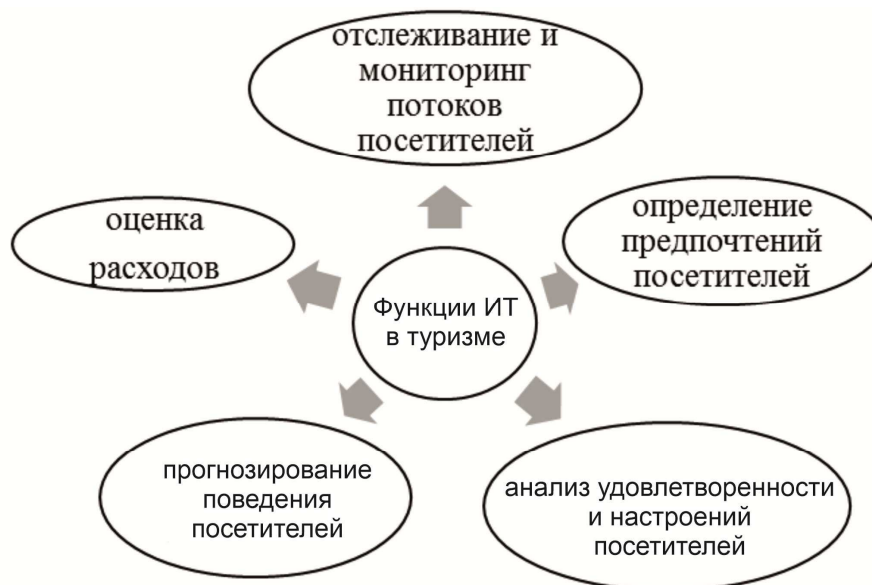 отслеживание и
мониторинг
потоков
посетителей
оценка
расходов
определение
предпочтений
посетителей
Функции ИТ
в туризме
прогнозирование
поведения
посетителей
анализ удовлетворенности
и настроений
посетителей